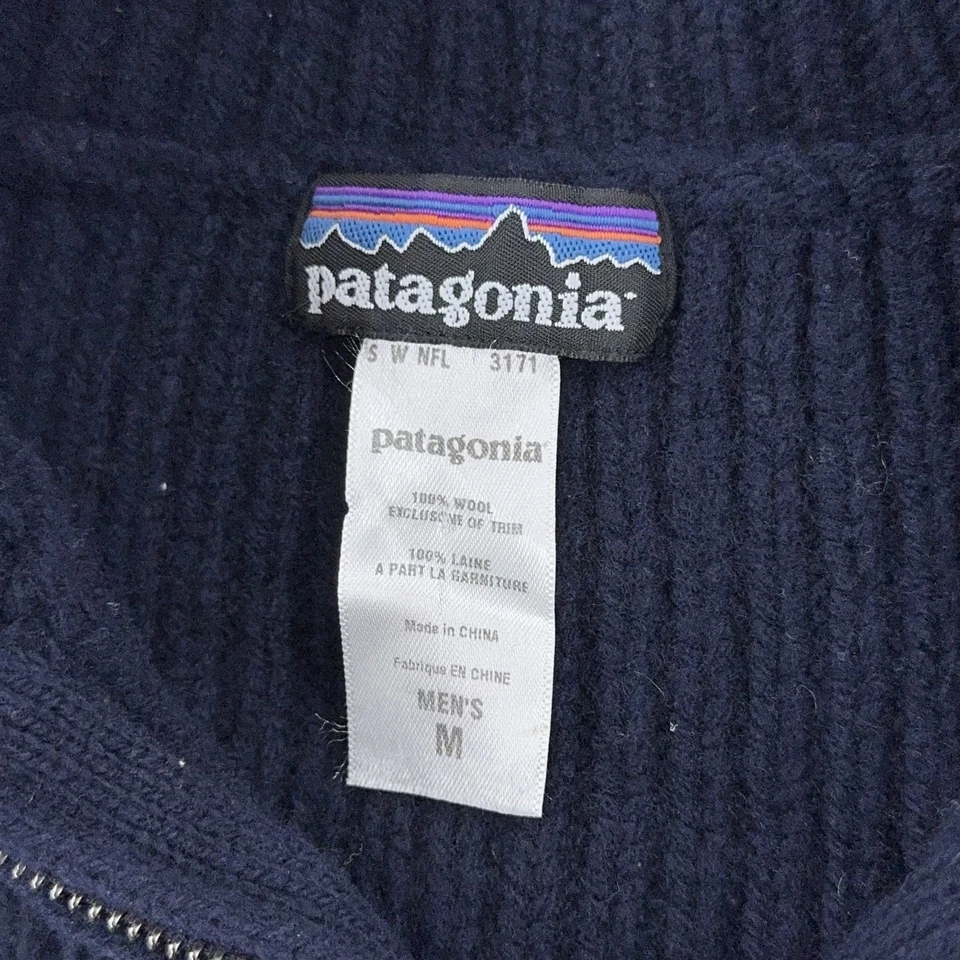 patagonia
S W NFL 3171
patagonia
100% WOOL
EXCLUSIVE OF TRIM
100% LAINE
A PART LA GARNITURE
Made in CHINA
Fabriqué EN CHINE
MEN'S
M